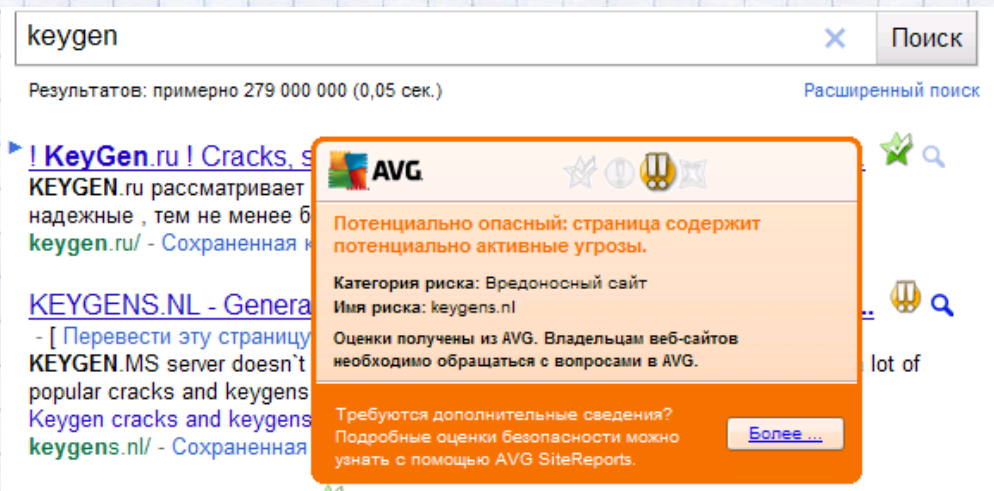 keygen
Поиск
Результатов: примерно 279 000 000 (0,05 сек.)
Расширенный поиск
! KeyGen.ru ! Cracks, s
KEYGEN.ru рассматривает
надежные , тем не менее б
keygen.ru/ - Сохраненная к
KEYGENS.NL - Genera
...
- [ Перевести эту страницу
KEYGEN.MS server doesn`t
lot of
popular cracks and keygens
Keygen cracks and keygens
keygens.nl/ - Сохраненная
AVG
Потенциально опасный: страница содержит
потенциально активные угрозы.
Категория риска: Вредоносный сайт
Имя риска: keygens.nl
Оценки получены из AVG. Владельцам веб-сайтов
необходимо обращаться с вопросами в AVG.
Требуются дополнительные сведения?
Подробные оценки безопасности можно
узнать с помощью AVG SiteReports.
Более ...